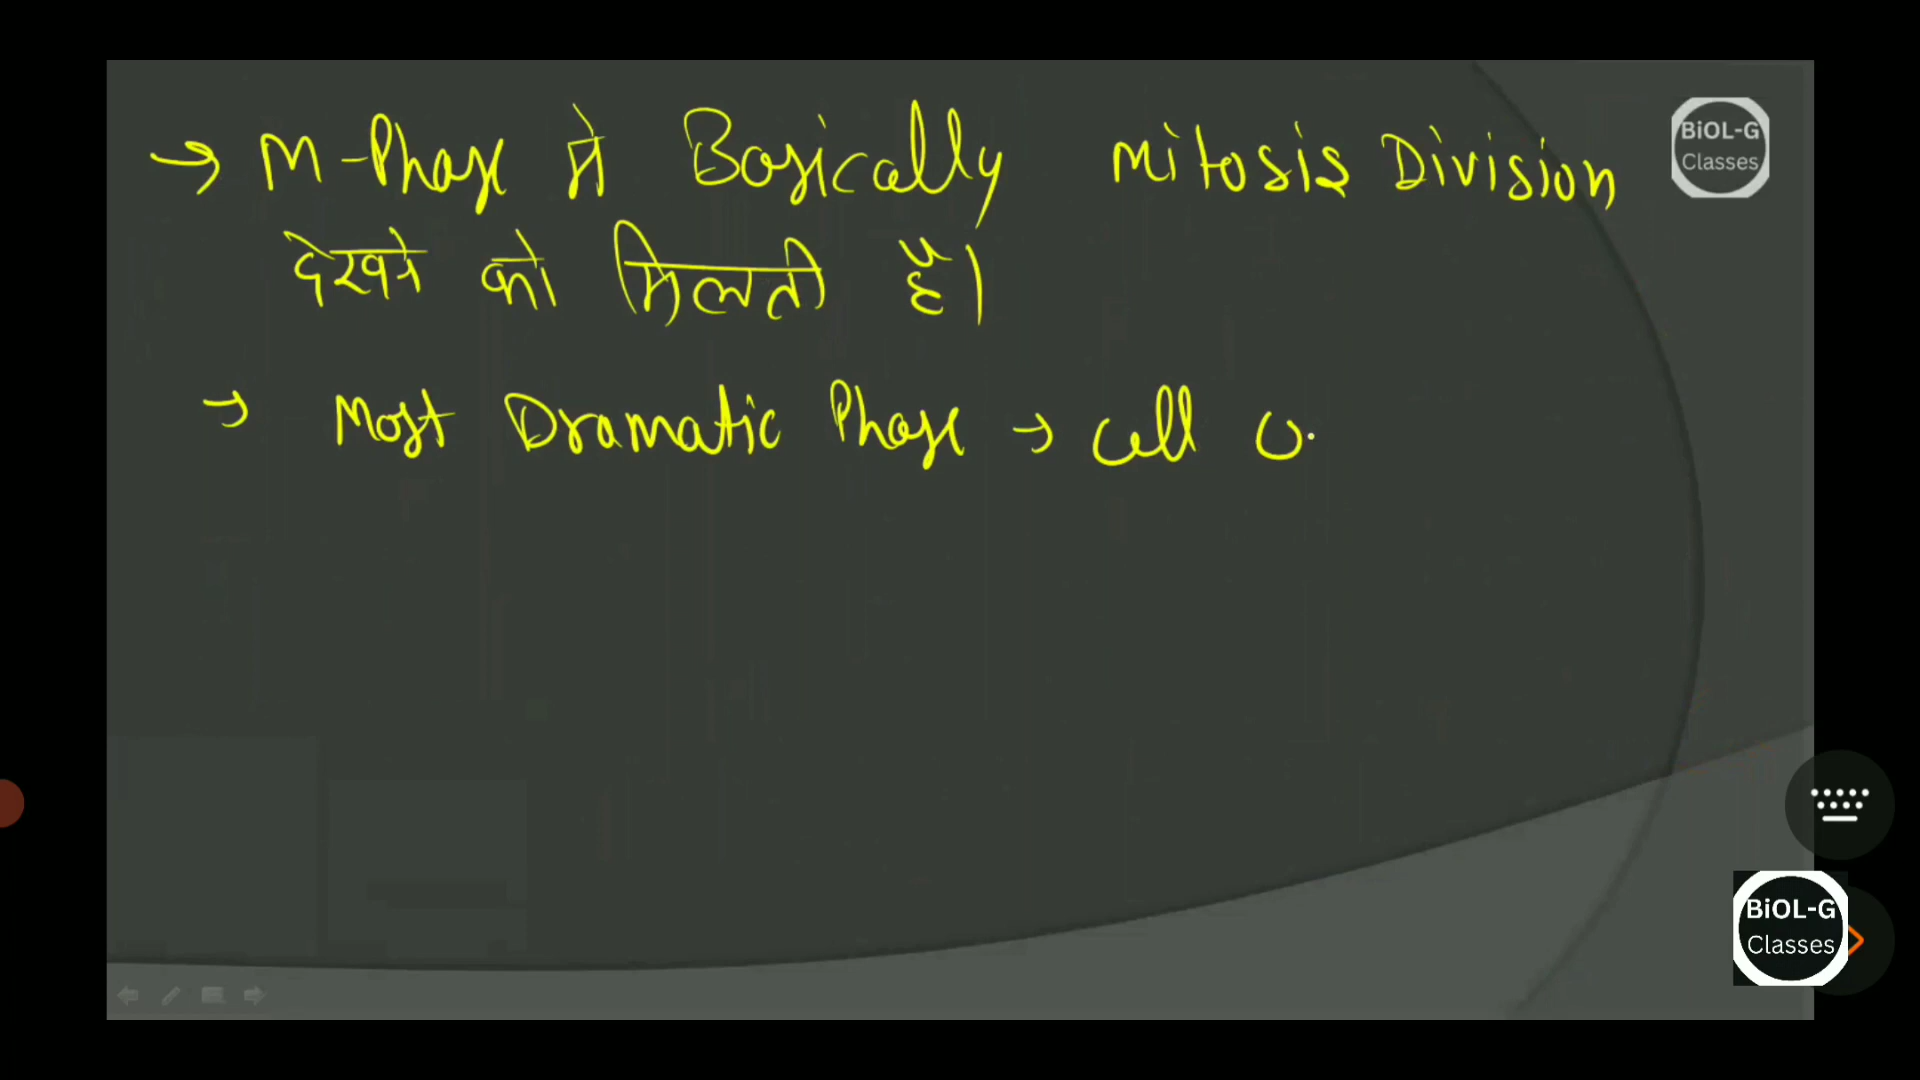 → M-Phase में Basically mitosis Division
देखने को मिलती है।
→ Most Dramatic Phase → Cell
BiOL-G
Classes
BiOL-G
Classes